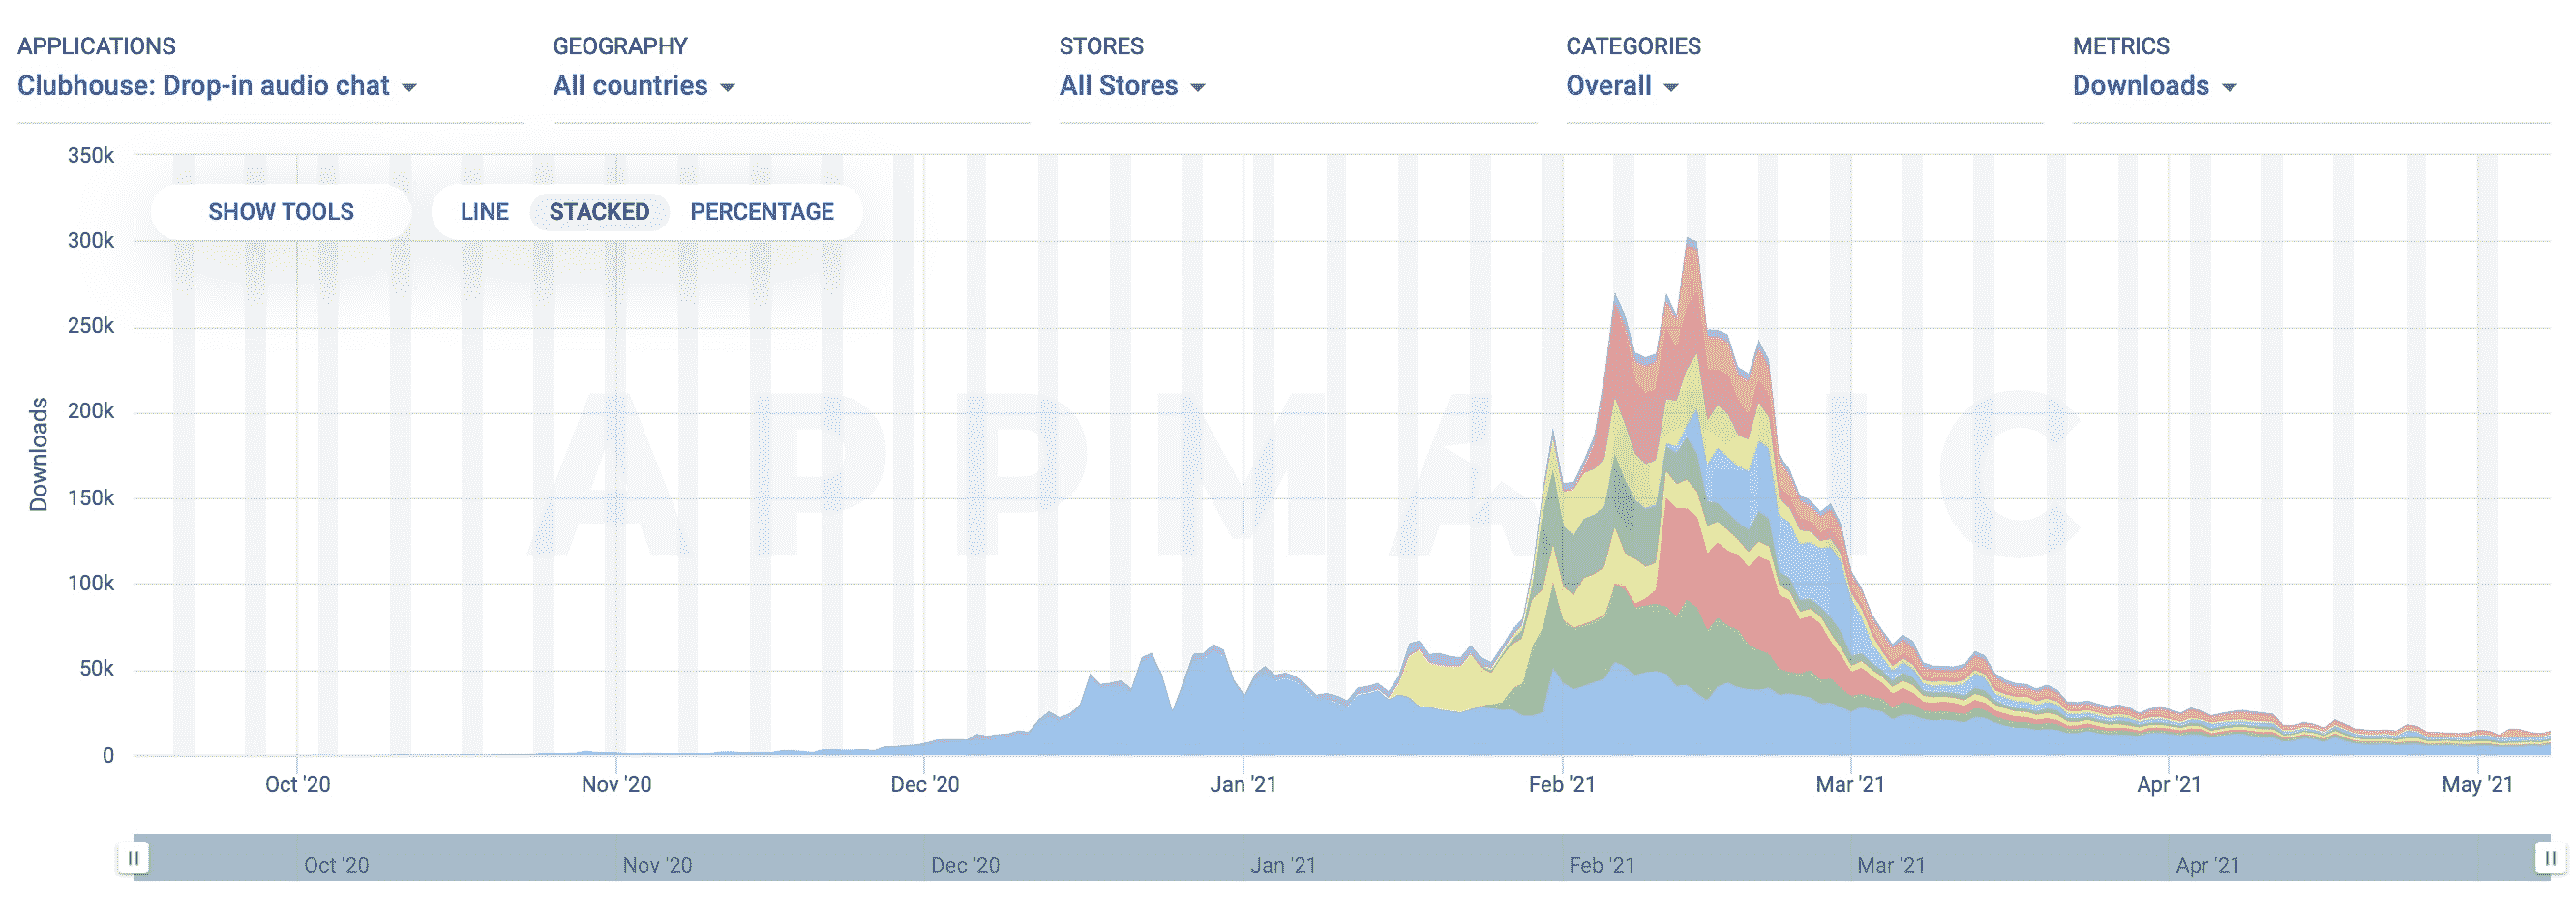 APPLICATIONS GEOGRAPHY STORES CATEGORIES METRICS
Clubhouse: Drop-in audio chat All countries All Stores Overall Downloads
350k
SHOW TOOLS LINE STACKED PERCENTAGE
300k
250k
200k
150k
100k
50k
0
Downloads
APPMAGIC
Oct '20 Nov '20 Dec '20 Jan '21 Feb '21 Mar '21 Apr '21 May '21
Oct '20 Nov '20 Dec '20 Jan '21 Feb '21 Mar '21 Apr '21